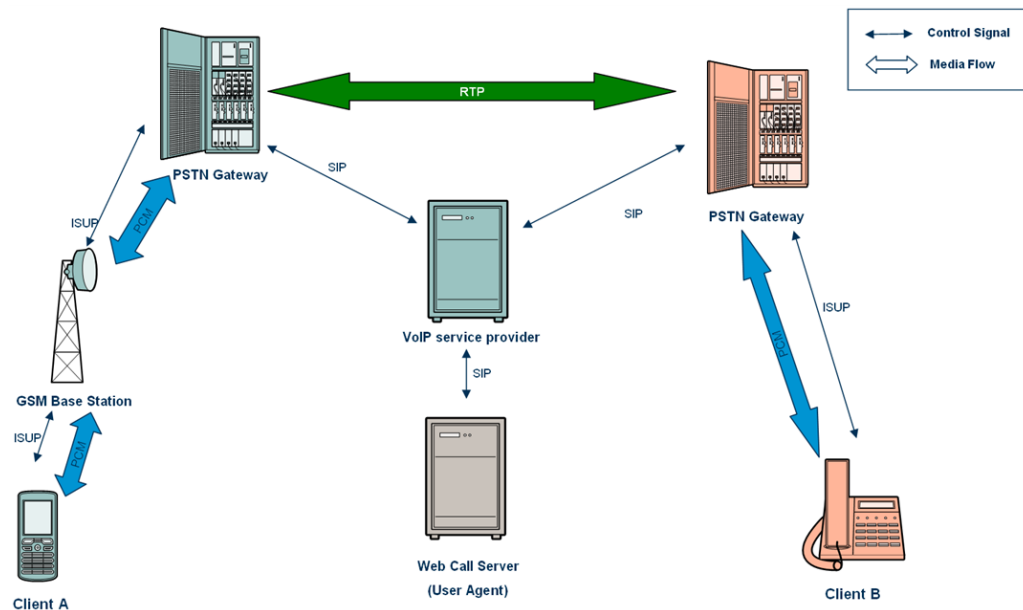 Control Signal
Media Flow
RTP
PSTN Gateway
SIP
ISUP
PCM
SIP
PSTN Gateway
VoIP service provider
ISUP
PCM
SIP
GSM Base Station
ISUP
PCM
Web Call Server
(User Agent)
Client A
Client B